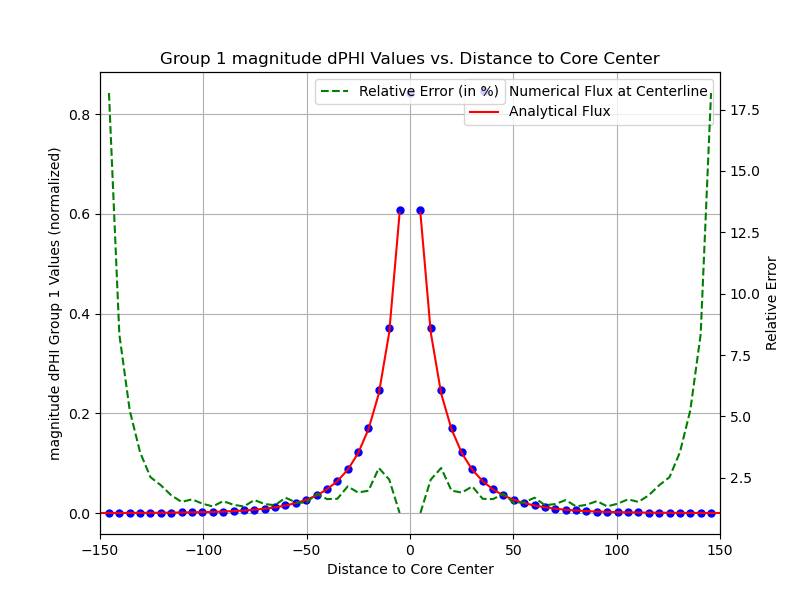 Group 1 magnitude dPHI Values vs. Distance to Core Center
Relative Error (in %)
Numerical Flux at Centerline
Analytical Flux
magnitude dPHI Group 1 Values (normalized)
0.8
0.6
0.4
0.2
0.0
17.5
15.0
12.5
10.0
7.5
5.0
2.5
Relative Error
−150
−100
−50
0
50
100
150
Distance to Core Center